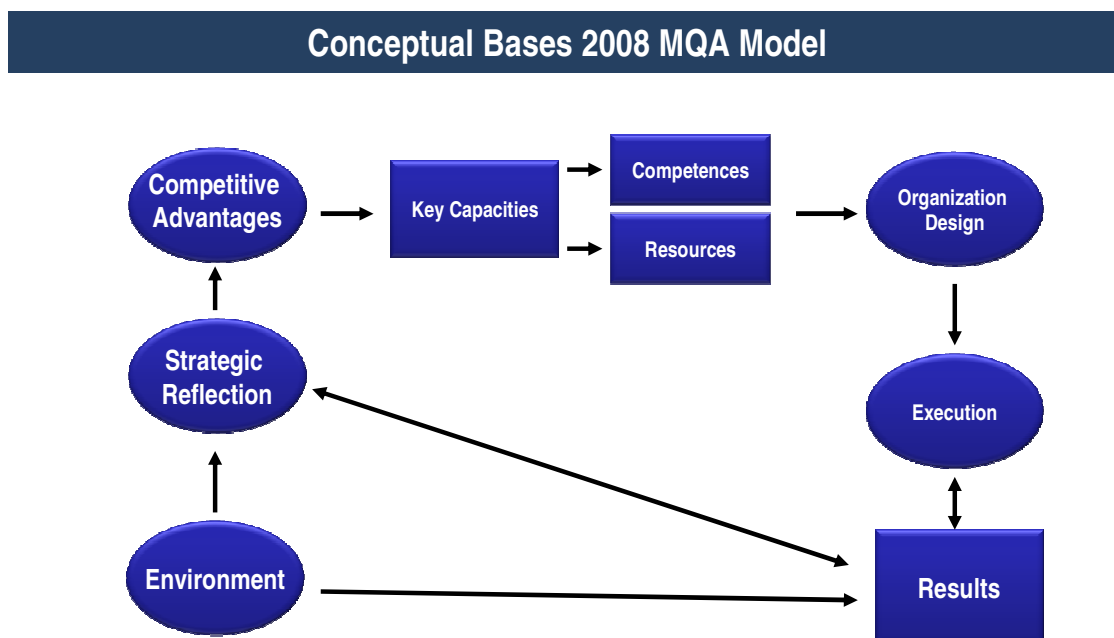 Conceptual Bases 2008 MQA Model
Competitive
Advantages
Key Capacities
Competences
Resources
Organization
Design
Strategic
Reflection
Execution
Environment
Results